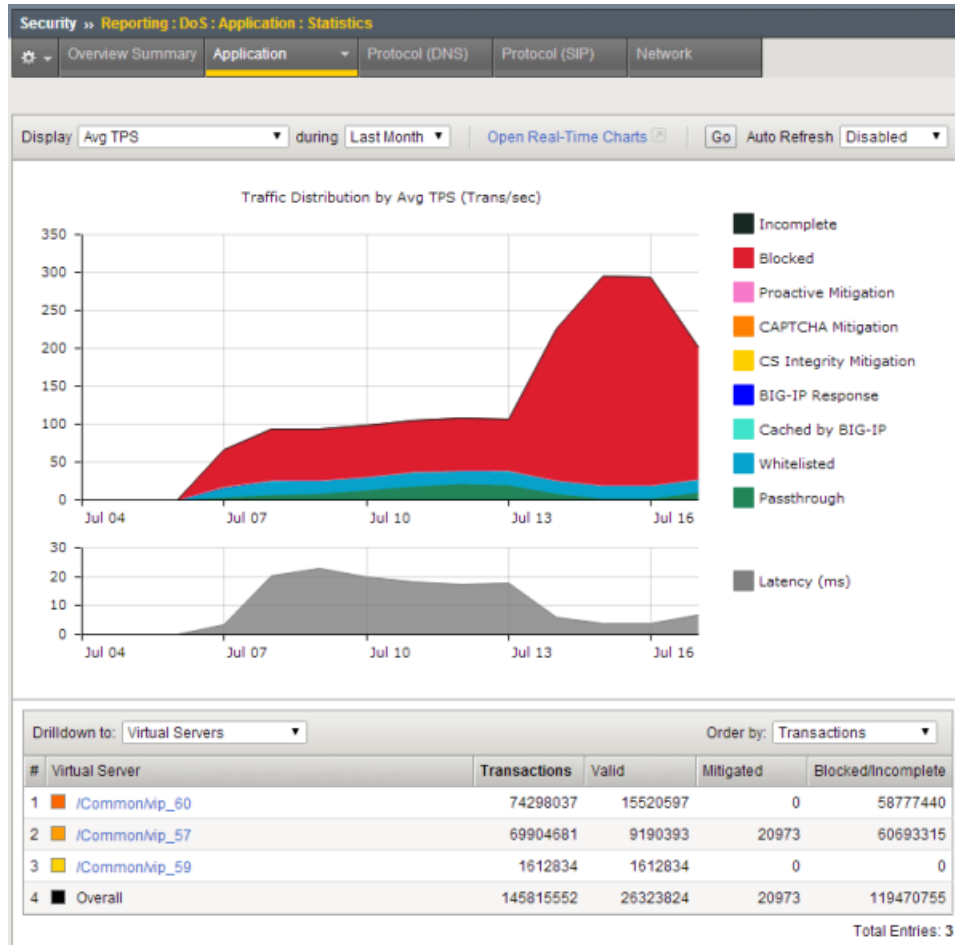 Security » Reporting : DoS : Application : Statistics
Overview Summary Application Protocol (DNS) Protocol (SIP) Network
Display Avg TPS during Last Month Open Real-Time Charts Go Auto Refresh Disabled
Traffic Distribution by Avg TPS (Trans/sec)
350
300
250
200
150
100
50
0
Jul 04 Jul 07 Jul 10 Jul 13 Jul 16
Incomplete
Blocked
Proactive Mitigation
CAPTCHA Mitigation
CS Integrity Mitigation
BIG-IP Response
Cached by BIG-IP
Whitelisted
Passthrough
30
20
10
0
Jul 04 Jul 07 Jul 10 Jul 13 Jul 16
Latency (ms)
Drilldown to: Virtual Servers Order by: Transactions
# Virtual Server Transactions Valid Mitigated Blocked/Incomplete
1 /Common/vip_60 74298037 15520597 0 58777440
2 /Common/vip_57 69904681 9190393 20973 60693315
3 /Common/vip_59 1612834 1612834 0 0
4 Overall 145815552 26323824 20973 119470755
Total Entries: 3